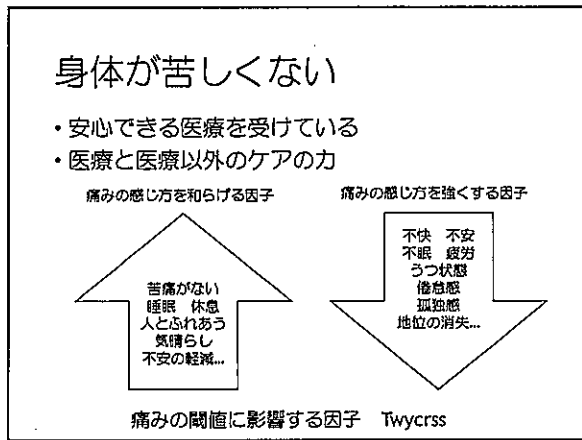 身体が苦しくない
・安心できる医療を受けている
・医療と医療以外のケアの力
痛みの感じ方を和らげる因子
苦痛がない
睡眠 休息
人とふれあう
気晴らし
不安の軽減...
痛みの感じ方を強くする因子
不快 不安
不眠 疲労
うつ状態
倦怠感
孤独感
地位の消失...
痛みの閾値に影響する因子 Twycrss